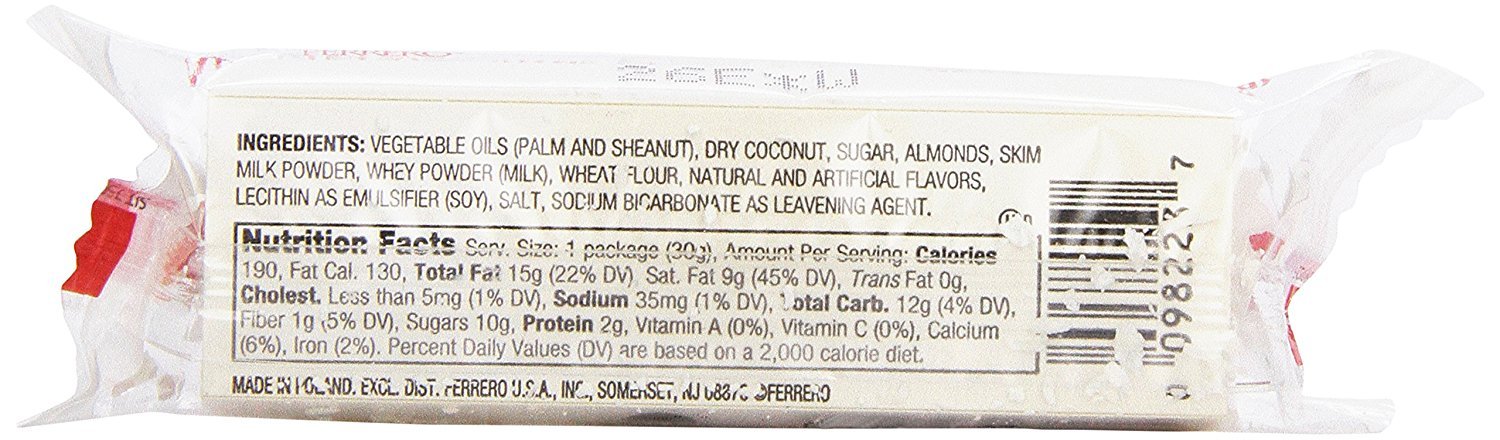 FERRERO
26E*W
INGREDIENTS: VEGETABLE OILS (PALM AND SHEANUT), DRY COCONUT, SUGAR, ALMONDS, SKIM
MILK POWDER, WHEY POWDER (MILK), WHEAT FLOUR, NATURAL AND ARTIFICIAL FLAVORS,
LECITHIN AS EMULSIFIER (SOY), SALT, SODIUM BICARBONATE AS LEAVENING AGENT.
Nutrition Facts Serv. Size: 1 package (30g), Amount Per Serving: Calories
190, Fat Cal. 130, Total Fat 15g (22% DV), Sat. Fat 9g (45% DV), Trans Fat 0g,
Cholest. Less than 5mg (1% DV), Sodium 35mg (1% DV), Total Carb. 12g (4% DV),
Fiber 1g (5% DV), Sugars 10g, Protein 2g, Vitamin A (0%), Vitamin C (0%), Calcium
(6%), Iron (2%). Percent Daily Values (DV) are based on a 2,000 calorie diet.
MADE IN POLAND. EXCL. DIST. FERRERO U.S.A., INC., SOMERSET, NJ ©FERRERO